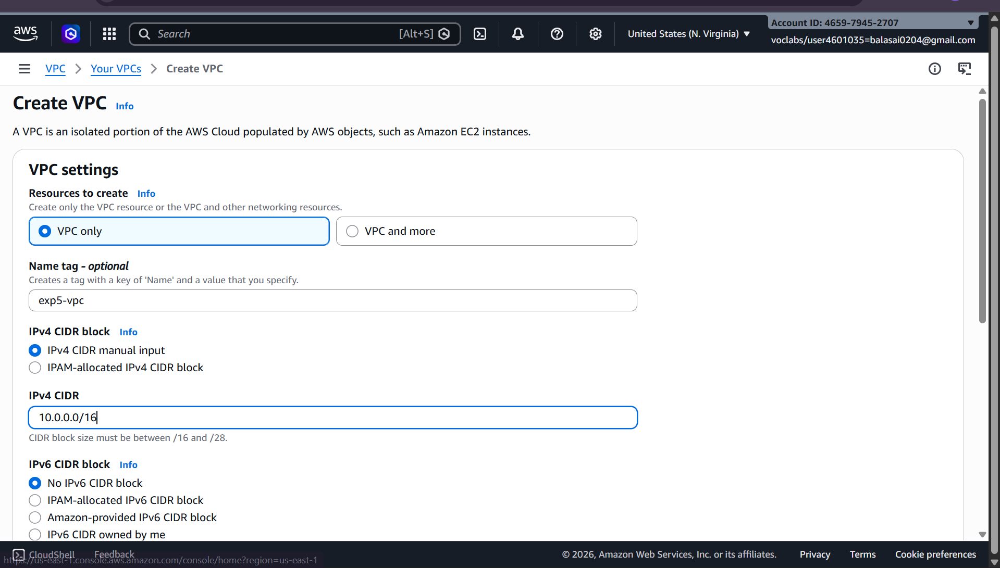 aws
Search [Alt+S]
United States (N. Virginia)
Account ID: 4659-7945-2707
voclabs/user4601035=balasai0204@gmail.com
VPC Your VPCs Create VPC
Create VPC Info
A VPC is an isolated portion of the AWS Cloud populated by AWS objects, such as Amazon EC2 instances.
VPC settings
Resources to create Info
Create only the VPC resource or the VPC and other networking resources.
VPC only VPC and more
Name tag - optional
Creates a tag with a key of 'Name' and a value that you specify.
exp5-vpc
IPv4 CIDR block Info
IPv4 CIDR manual input
IPAM-allocated IPv4 CIDR block
IPv4 CIDR
10.0.0.0/16
CIDR block size must be between /16 and /28.
IPv6 CIDR block Info
No IPv6 CIDR block
IPAM-allocated IPv6 CIDR block
Amazon-provided IPv6 CIDR block
IPv6 CIDR owned by me
CloudShell Feedback © 2026, Amazon Web Services, Inc. or its affiliates. Privacy Terms Cookie preferences
https://us-east-1.console.aws.amazon.com/console/home?region=us-east-1